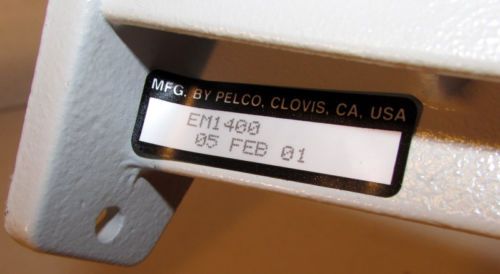 MFG. BY PELCO, CLOVIS, CA, USA
EM1400
05 FEB 01